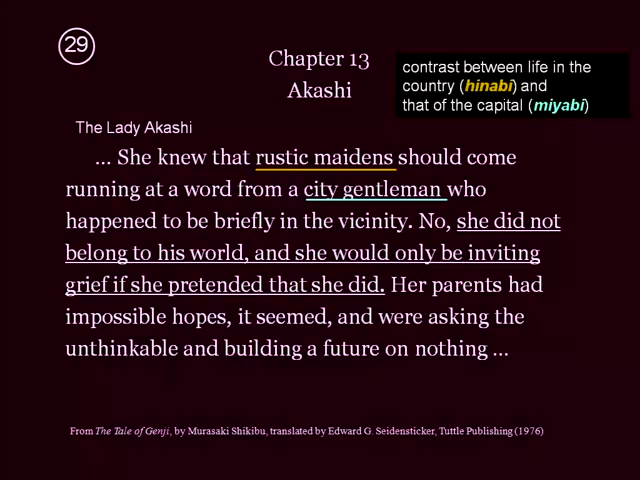 29
Chapter 13
Akashi
contrast between life in the
country (hinabi) and
that of the capital (miyabi)
The Lady Akashi
... She knew that rustic maidens should come
running at a word from a city gentleman who
happened to be briefly in the vicinity. No, she did not
belong to his world, and she would only be inviting
grief if she pretended that she did. Her parents had
impossible hopes, it seemed, and were asking the
unthinkable and building a future on nothing ...
From The Tale of Genji, by Murasaki Shikibu, translated by Edward G. Seidensticker, Tuttle Publishing (1976)